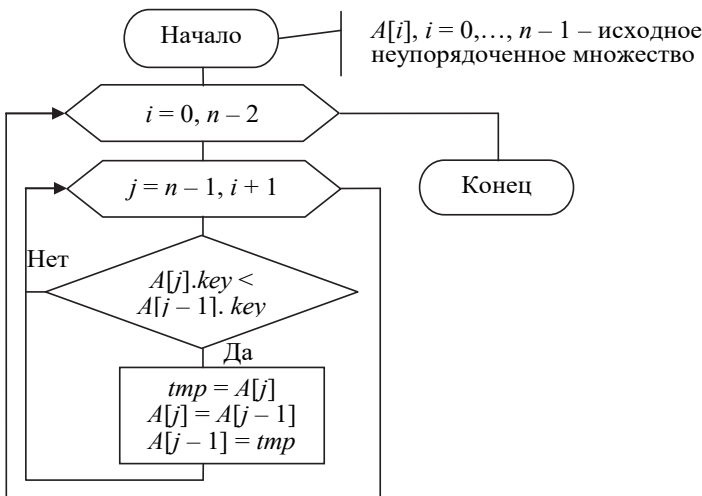 Начало
A[i], i = 0,…, n – 1 – исходное
неупорядоченное множество
i = 0, n – 2
j = n – 1, i + 1
Конец
Нет
A[j].key <
A[j – 1]. key
Да
tmp = A[j]
A[j] = A[j – 1]
A[j – 1] = tmp